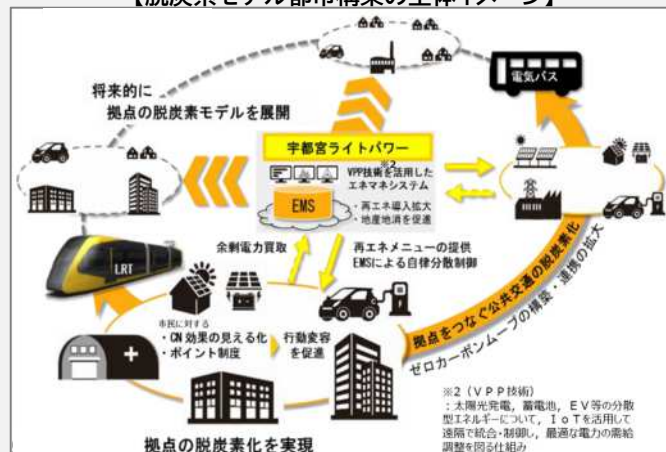 【脱炭素モデル都市構築の全体イメージ】
電気バス
将来的に
拠点の脱炭素モデルを展開
宇都宮ライトパワー
※2
VPP技術を活用した
エネマネシステム
EMS
・再エネ導入拡大
・地産地消を促進
余剰電力買取
再エネメニューの提供
EMSによる自律分散制御
LRT
市民に対する
・CN効果の見える化
・ポイント制度
行動変容
を促進
拠点をつなぐ公共交通の脱炭素化
ゼロカーボンムーブの構築・連携の拡大
拠点の脱炭素化を実現
※2(VPP技術)
:太陽光発電,蓄電池,EV等の分散
型エネルギーについて,IoTを活用して
遠隔で統合・制御し,最適な電力の需給
調整を図る仕組み